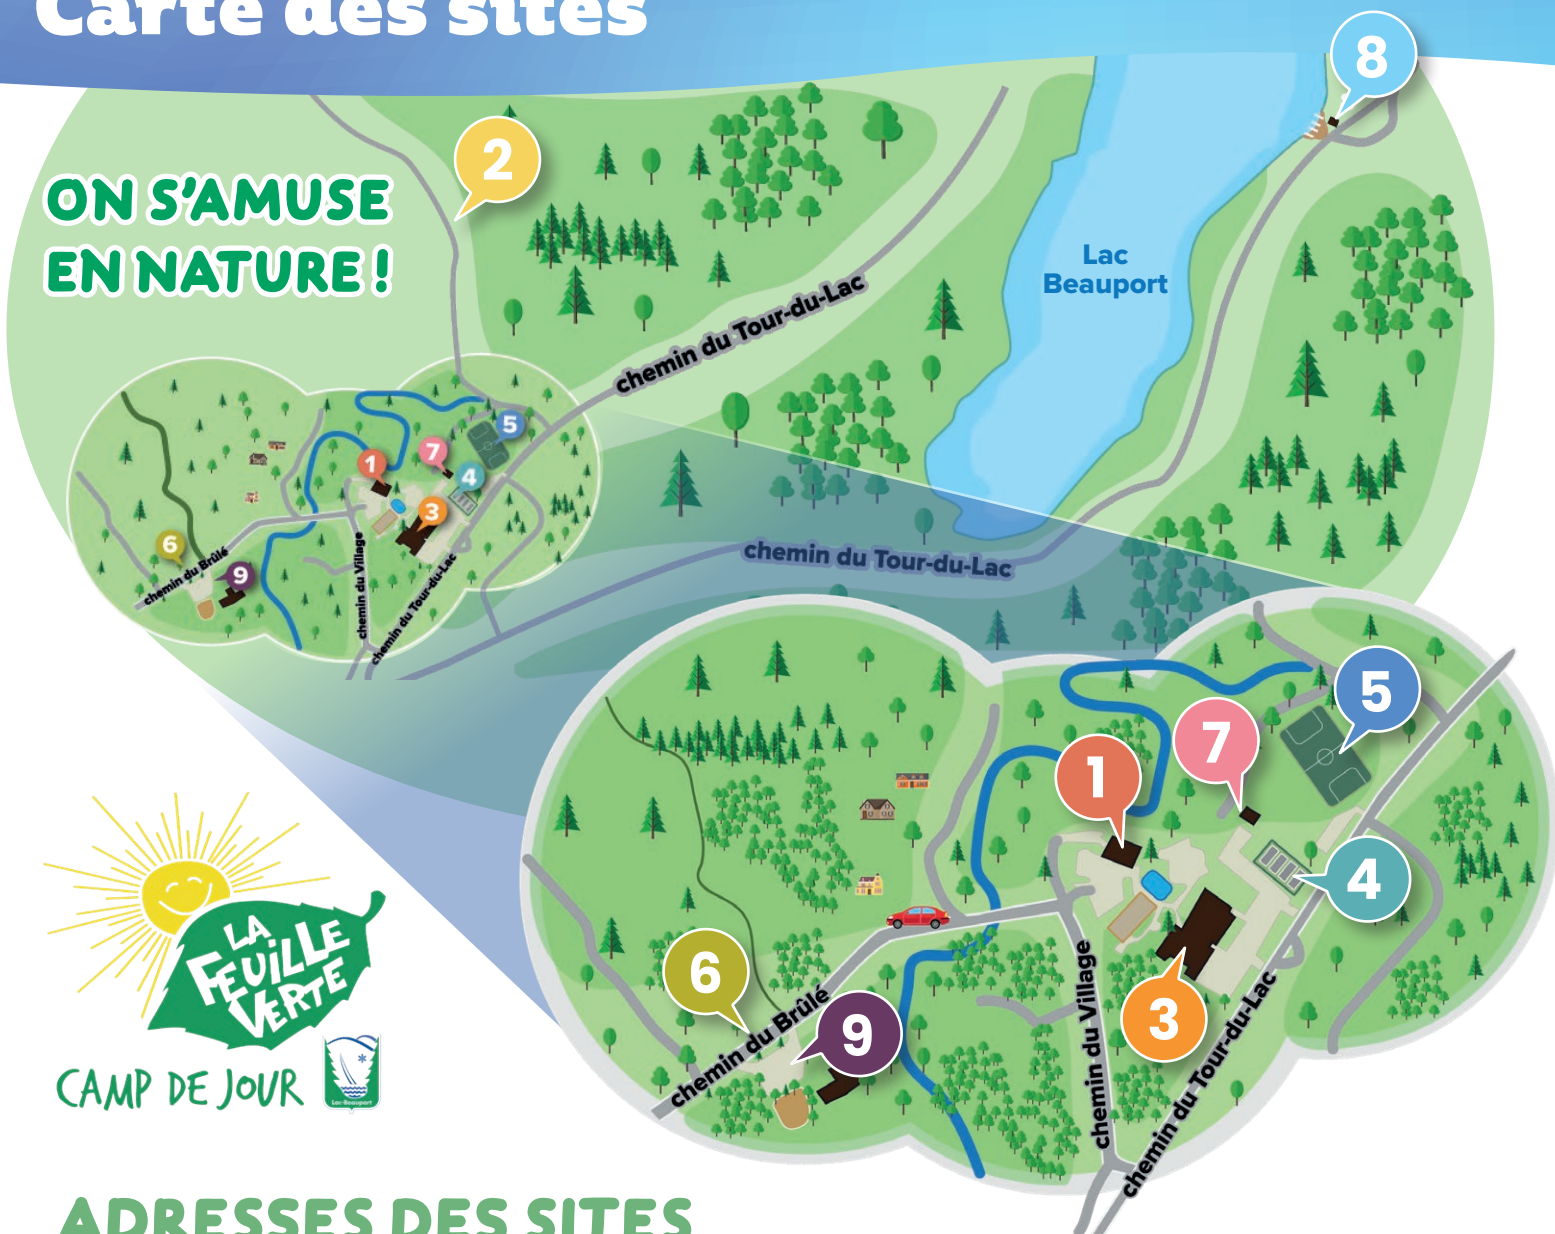 Carte des sites
8
2
ON S'AMUSE
EN NATURE !
Lac
Beauport
chemin du Tour-du-Lac
5
7
1
4
3
6
9
chemin du Brûlé
chemin du Village
chemin du Tour-du-Lac
chemin du Tour-du-Lac
5
7
1
4
6
9
3
chemin du Brûlé
chemin du Village
chemin du Tour-du-Lac
LA
FEUILLE
VERTE
CAMP DE JOUR
Lac-Beauport
ADRESSES DES SITES